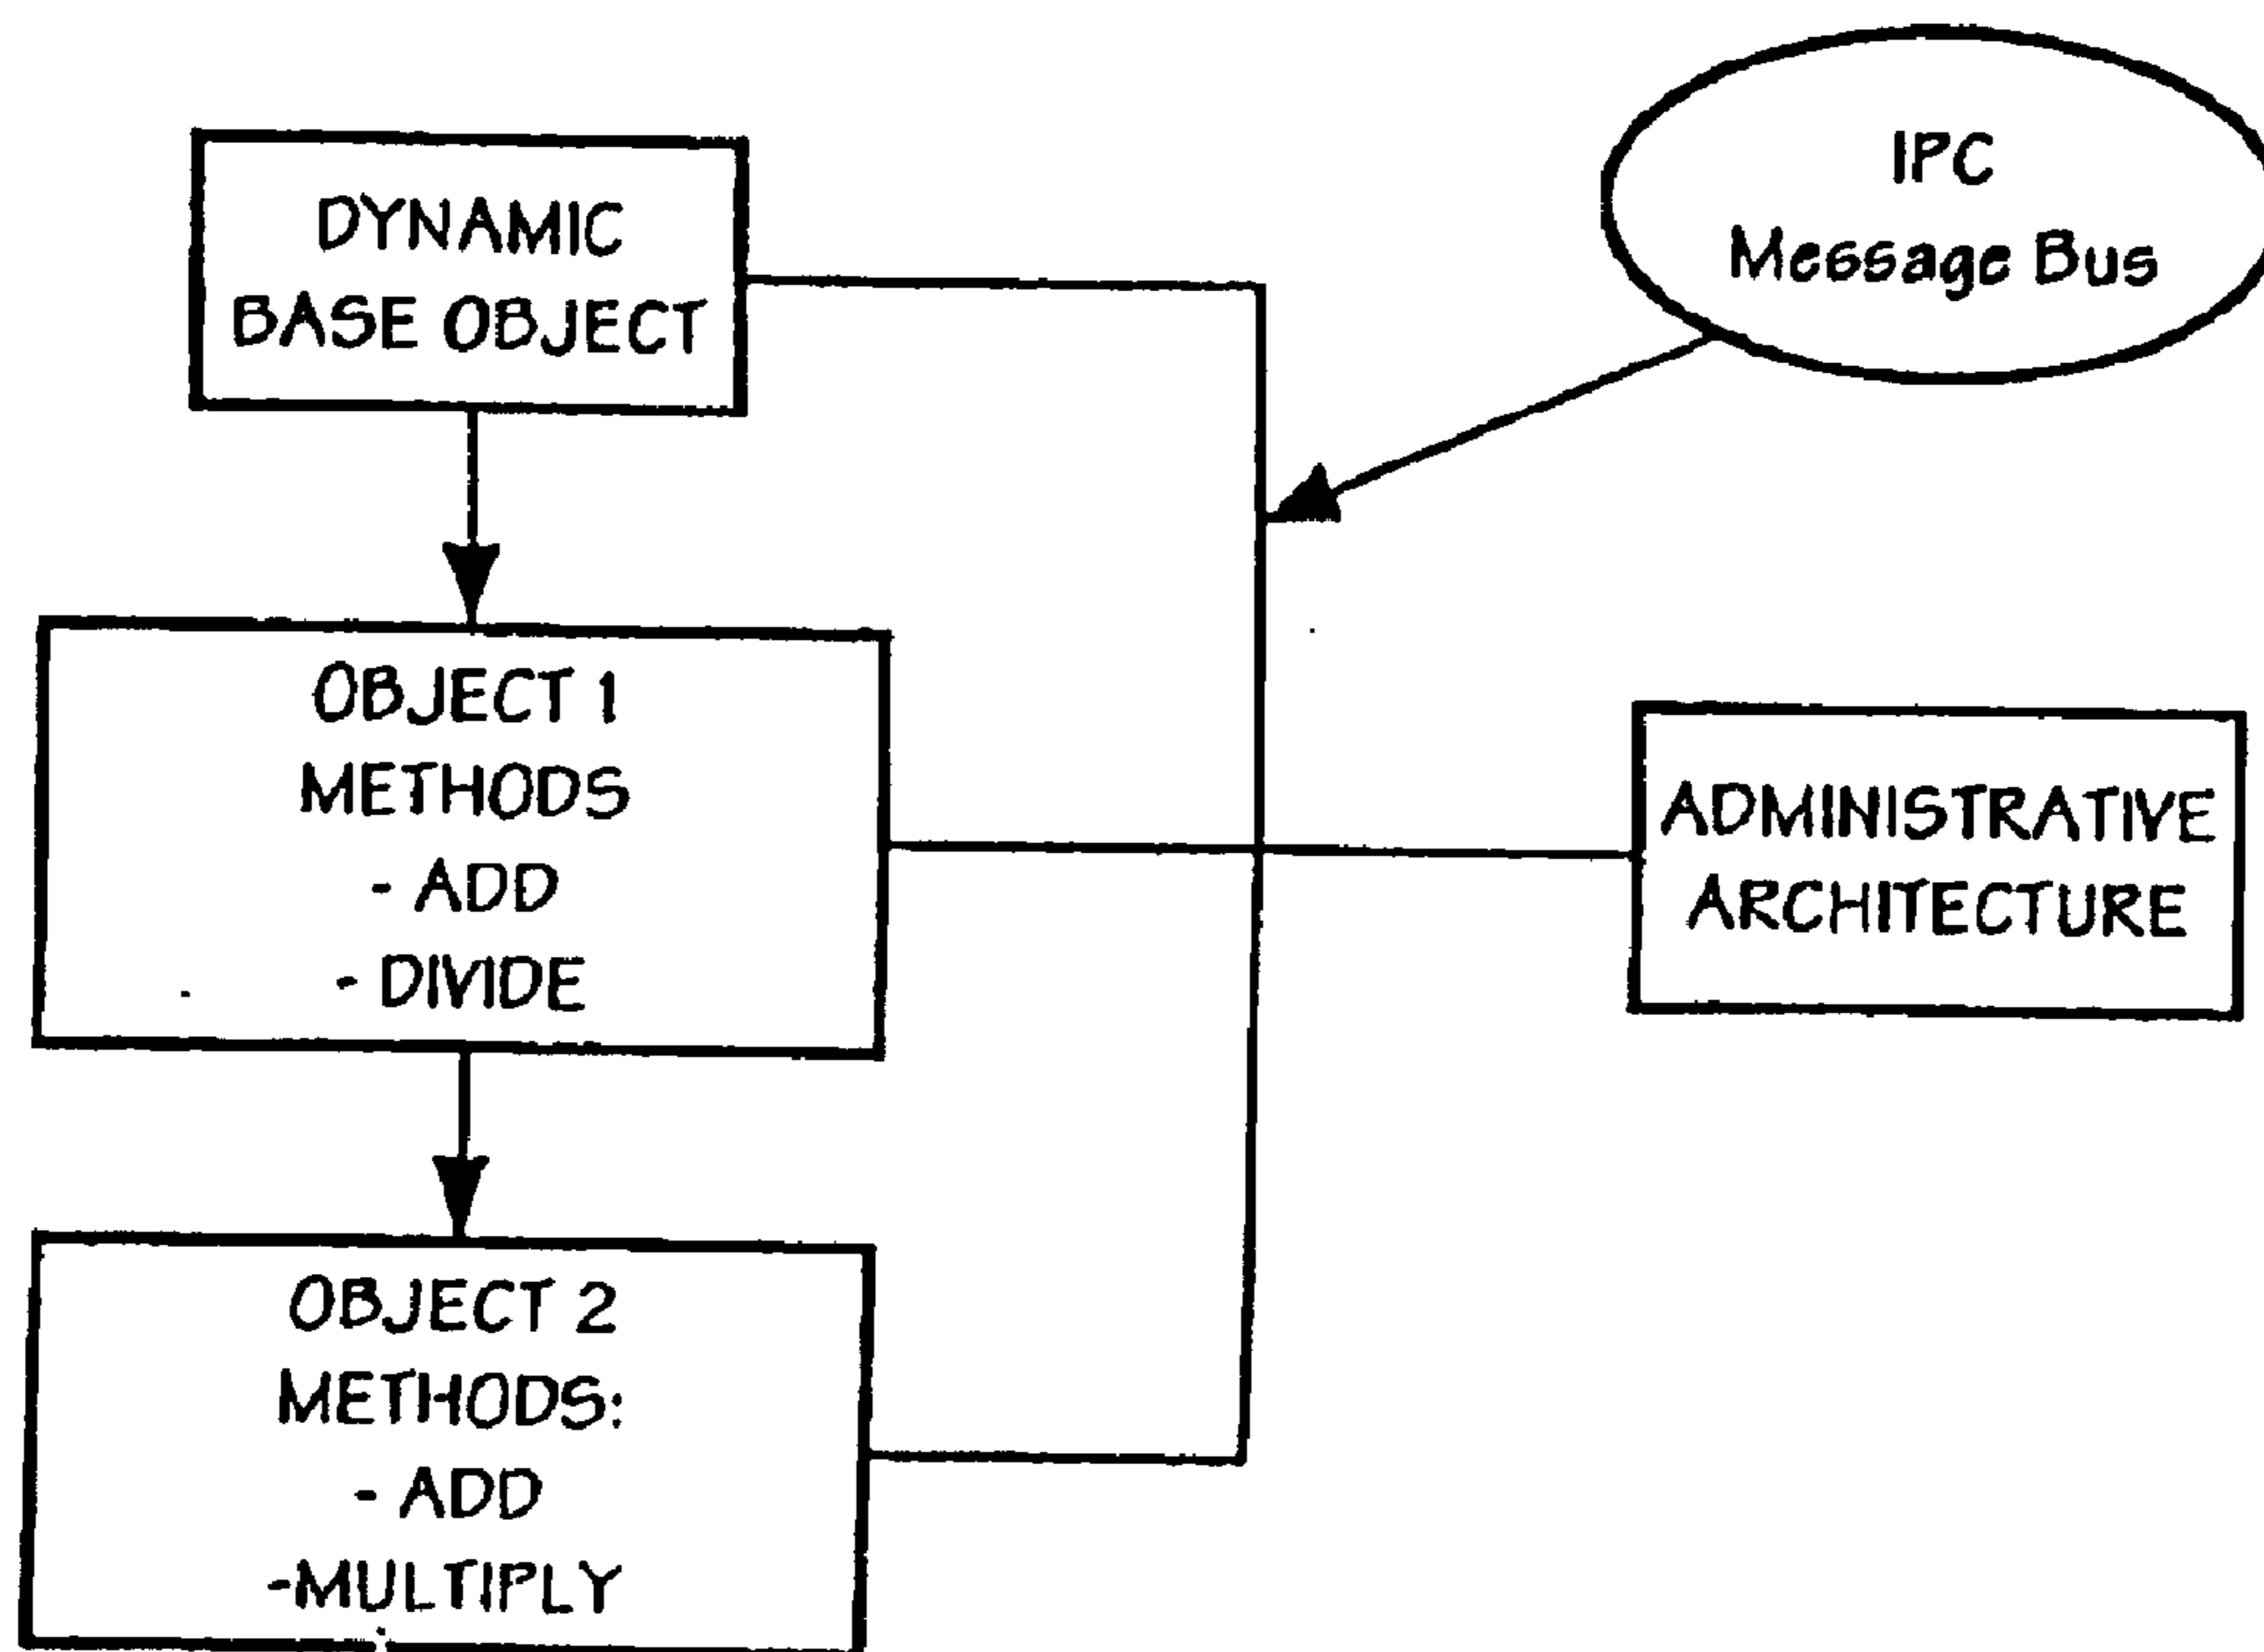 DYNAMIC
BASE OBJECT
IPC
Message Bus
OBJECT 1
METHODS
- ADD
- DIVIDE
ADMINISTRATIVE
ARCHITECTURE
OBJECT 2
METHODS:
- ADD
-MULTIPLY